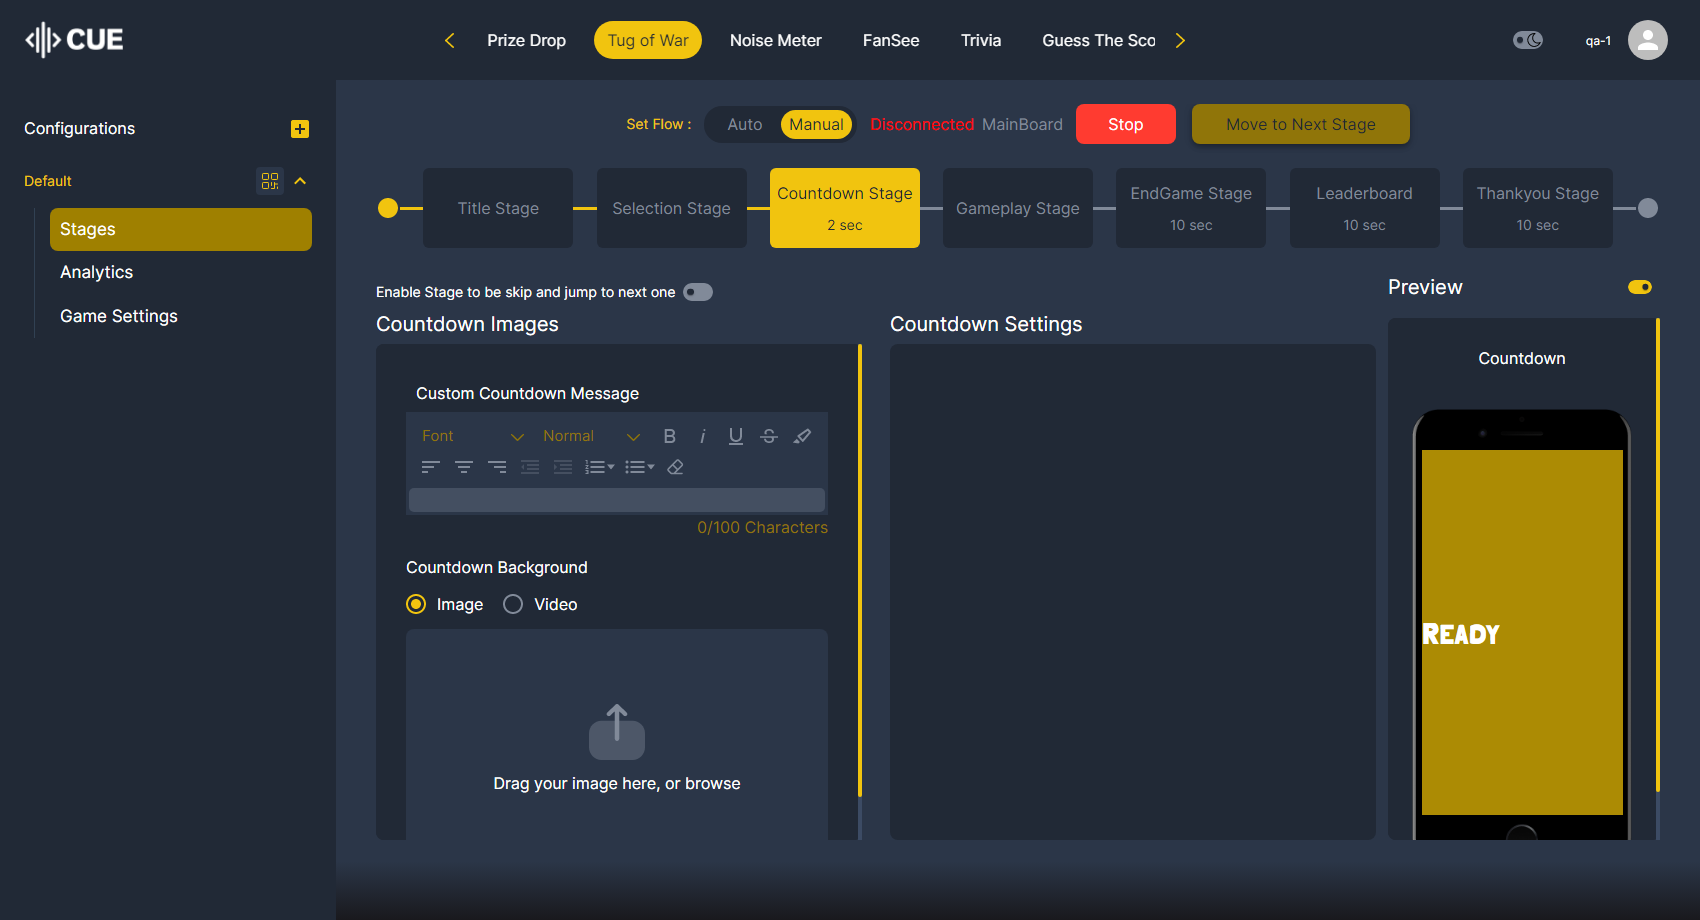 CUE
Prize Drop
Tug of War
Noise Meter
FanSee
Trivia
Guess The Sco
qa-1
Configurations
Default
Stages
Analytics
Game Settings
Set Flow :
Auto
Manual
Disconnected MainBoard
Stop
Move to Next Stage
Title Stage
Selection Stage
Countdown Stage
2 sec
Gameplay Stage
EndGame Stage
10 sec
Leaderboard
10 sec
Thankyou Stage
10 sec
Enable Stage to be skip and jump to next one
Countdown Images
Custom Countdown Message
Font
Normal
0/100 Characters
Countdown Background
Image
Video
Drag your image here, or browse
Countdown Settings
Preview
Countdown
READY